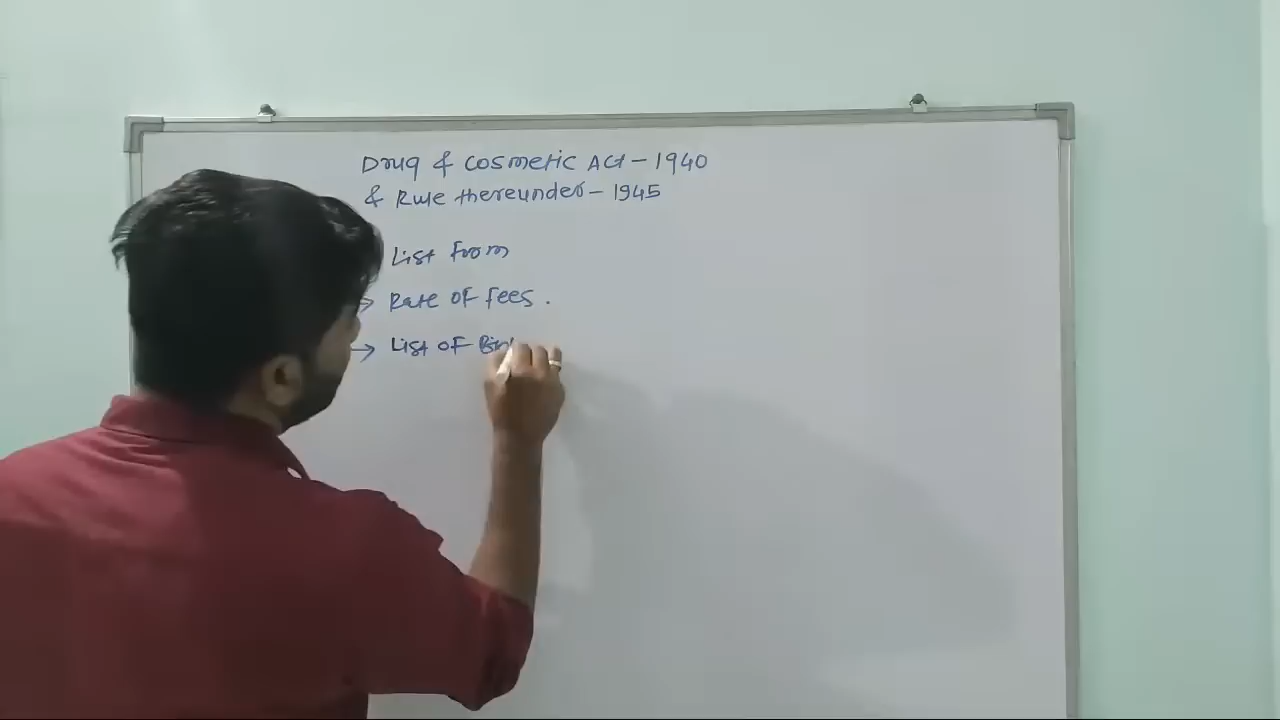 Drug & Cosmetic Act - 1940
& Rule thereunder - 1945
List From
→ Rate of Fees .
→ List of